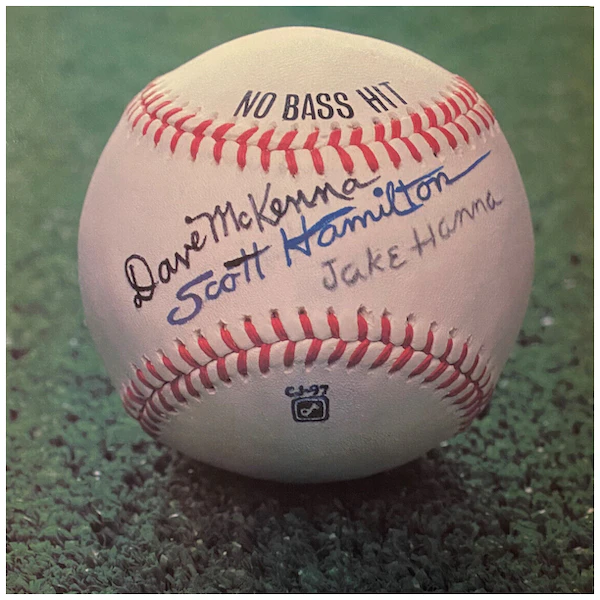 NO BASS HIT
Dave McKenna
Scott Hamilton
Jake Hanna
CJ-97